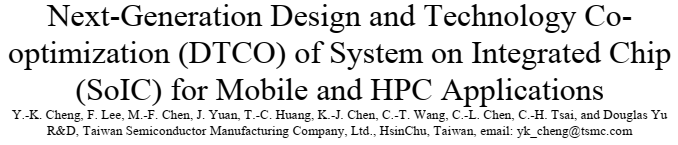 Next-Generation Design and Technology Co-
optimization (DTCO) of System on Integrated Chip
(SoIC) for Mobile and HPC Applications
Y.-K. Cheng, F. Lee, M.-F. Chen, J. Yuan, T.-C. Huang, K.-J. Chen, C.-T. Wang, C.-L. Chen, C.-H. Tsai, and Douglas Yu
R&D, Taiwan Semiconductor Manufacturing Company, Ltd., HsinChu, Taiwan, email: yk_cheng@tsmc.com